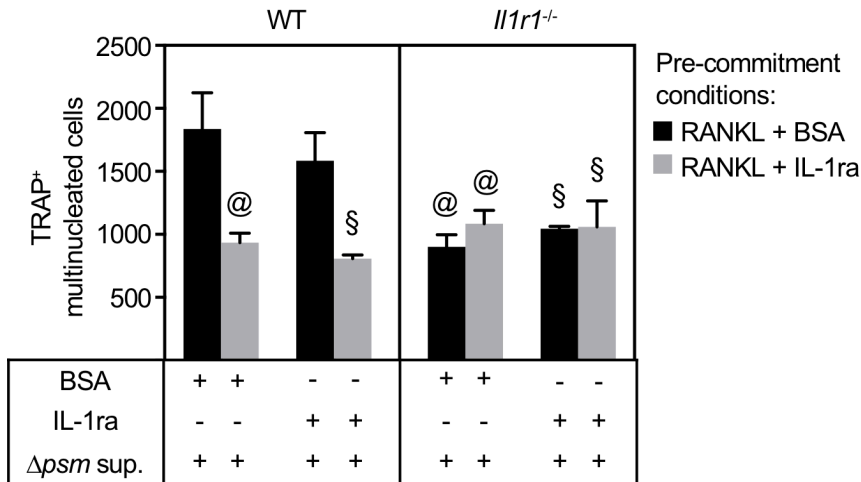 WT
Il1r1-/-
2500
2000
1500
1000
500
TRAP+
multinucleated cells
@
§
@
@
§
§
Pre-commitment
conditions:
RANKL + BSA
RANKL + IL-1ra
BSA + + - - + + - -
IL-1ra - - + + - - + +
Δpsm sup. + + + + + + + +